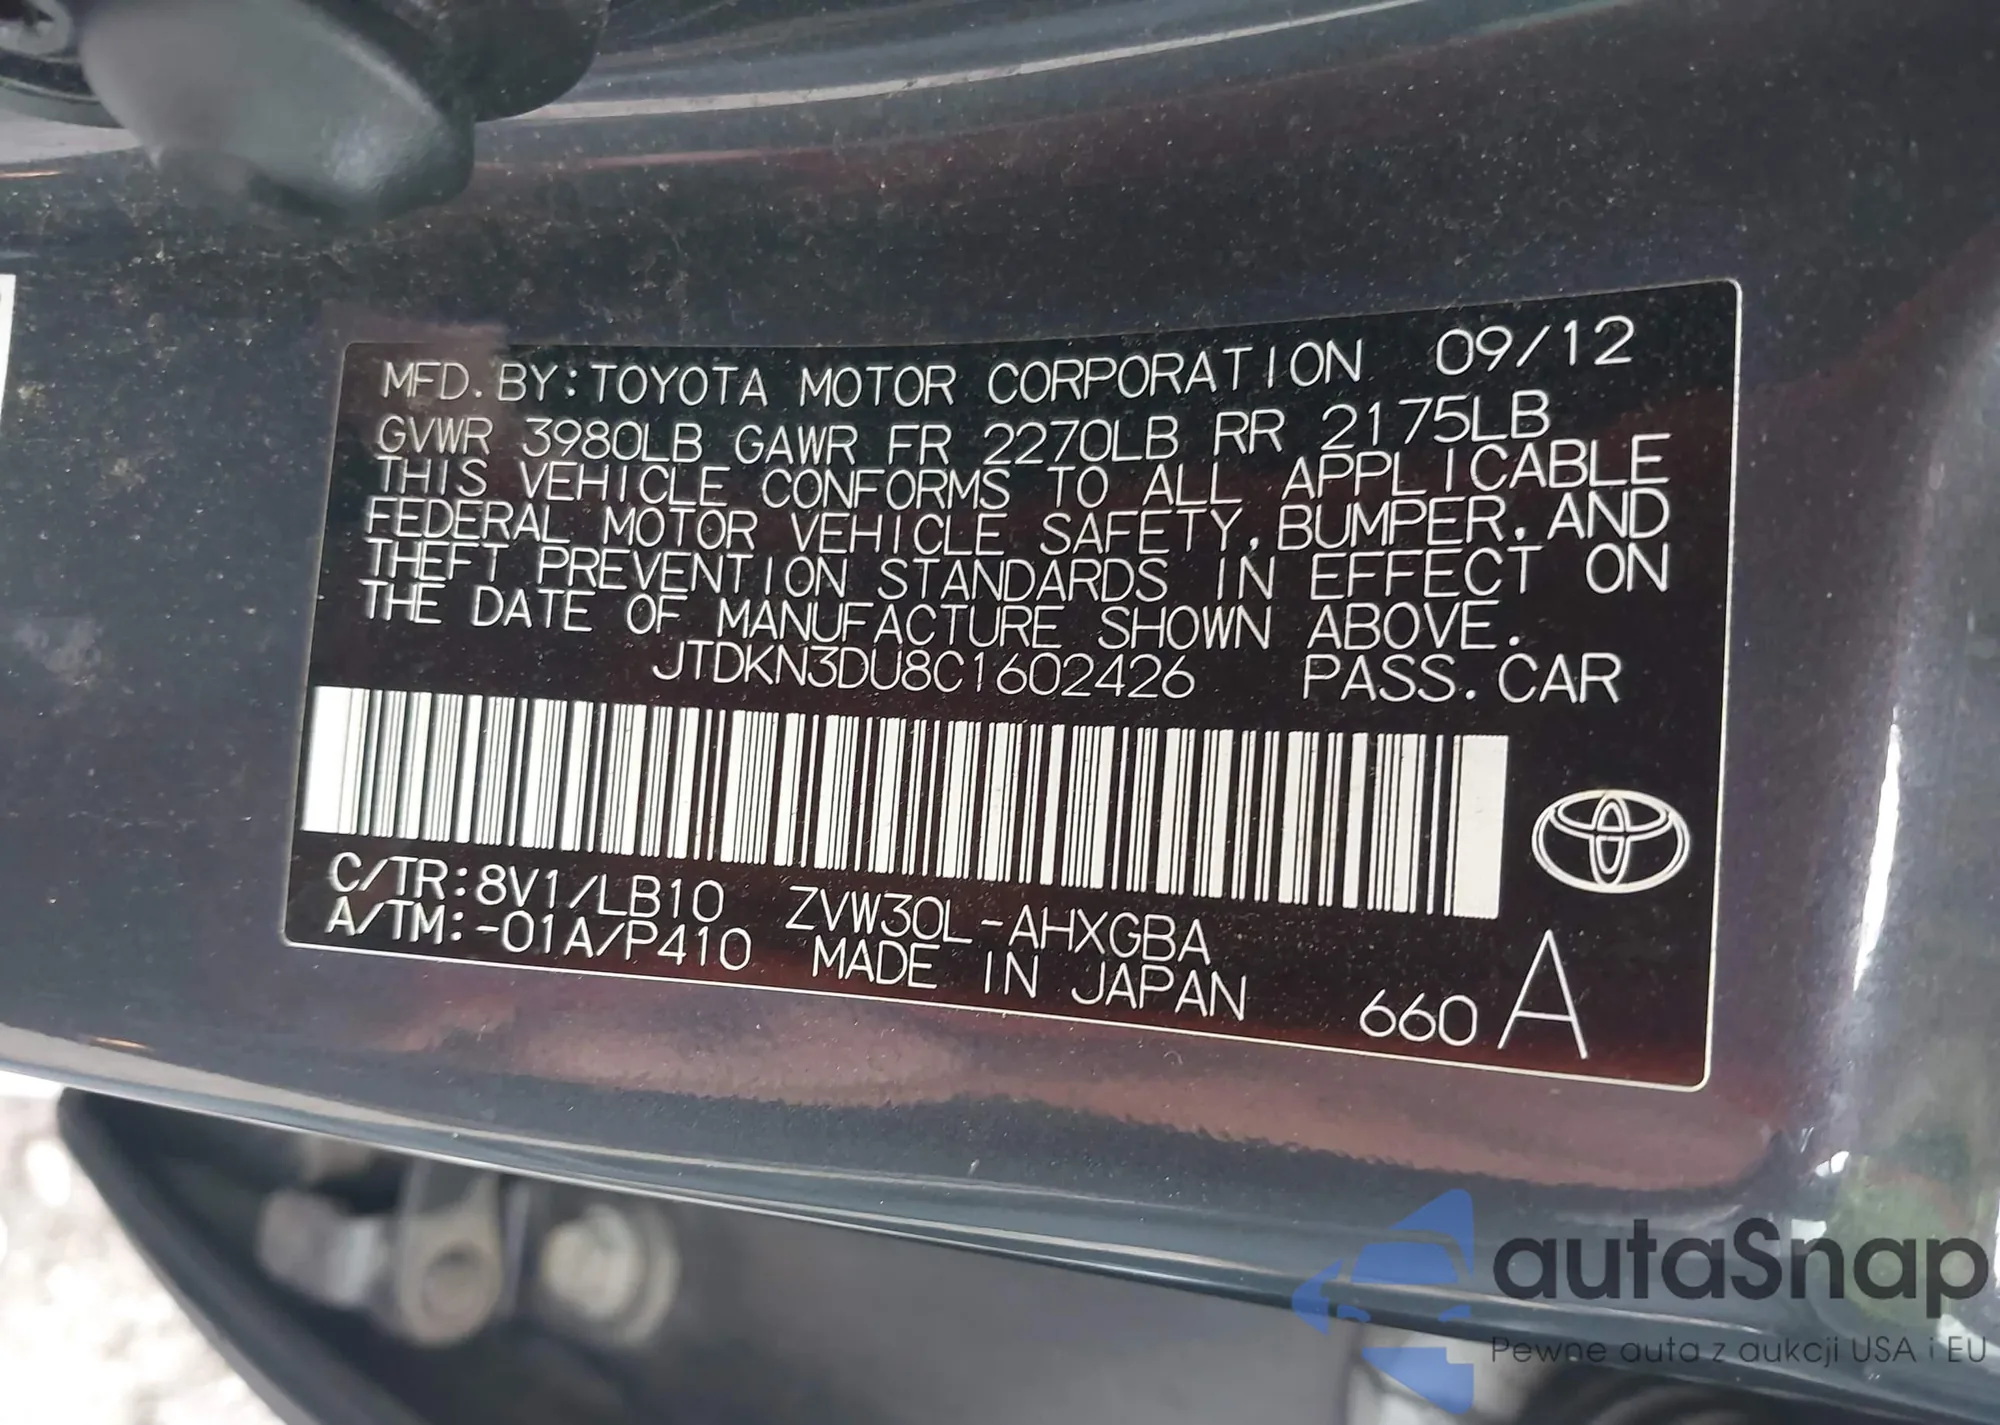 MFD. BY:TOYOTA MOTOR CORPORATION 09/12
GVWR 3980LB GAWR FR 2270LB RR 2175LB
THIS VEHICLE CONFORMS TO ALL APPLICABLE
FEDERAL MOTOR VEHICLE SAFETY, BUMPER, AND
THEFT PREVENTION STANDARDS IN EFFECT ON
THE DATE OF MANUFACTURE SHOWN ABOVE.
JTDKN3DU8C1602426 PASS. CAR
C/TR:8V1/LB10 ZVW30L-AHXGBA
A/TM:-01A/P410 MADE IN JAPAN
660 A
autaSnap
Pewne auta z aukcji USA i EU